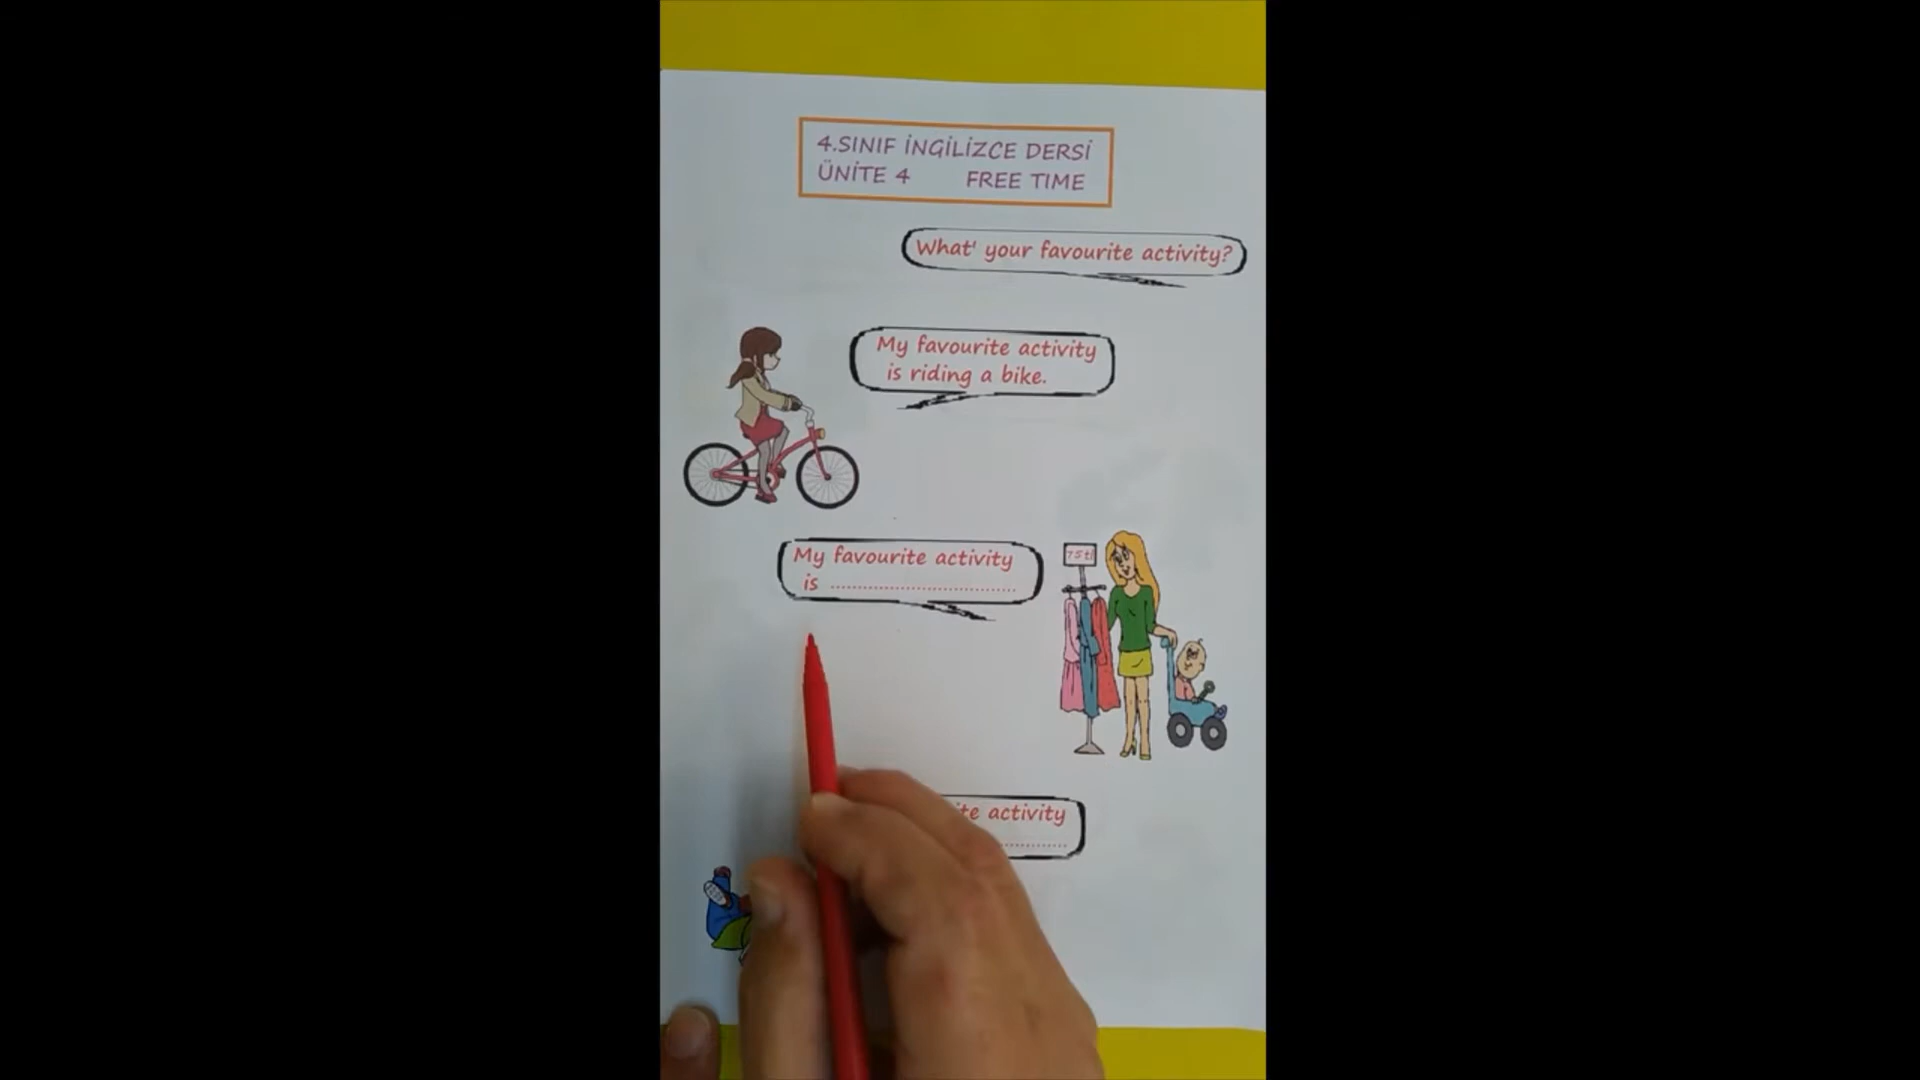 4.SINIF İNGİLİZCE DERSİ
ÜNİTE 4 FREE TIME
What' your favourite activity?
My favourite activity
is riding a bike.
My favourite activity
is ....................................
75tl
activity